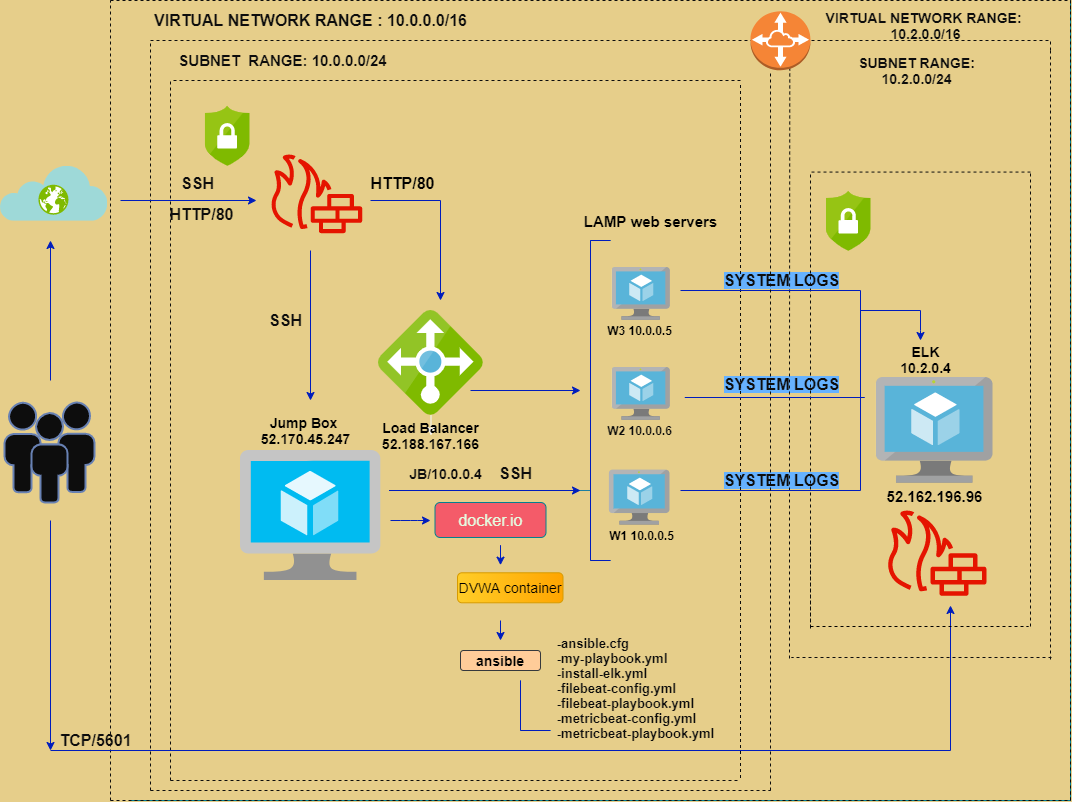 VIRTUAL NETWORK RANGE : 10.0.0.0/16
VIRTUAL NETWORK RANGE:
10.2.0.0/16
SUBNET RANGE: 10.0.0.0/24
SUBNET RANGE:
10.2.0.0/24
SSH
HTTP/80
HTTP/80
LAMP web servers
SYSTEM LOGS
SSH
W3 10.0.0.5
ELK
10.2.0.4
SYSTEM LOGS
Jump Box
52.170.45.247
Load Balancer
52.188.167.166
W2 10.0.0.6
JB/10.0.0.4
SSH
SYSTEM LOGS
52.162.196.96
docker.io
W1 10.0.0.5
DVWA container
ansible
-ansible.cfg
-my-playbook.yml
-install-elk.yml
-filebeat-config.yml
-filebeat-playbook.yml
-metricbeat-config.yml
-metricbeat-playbook.yml
TCP/5601